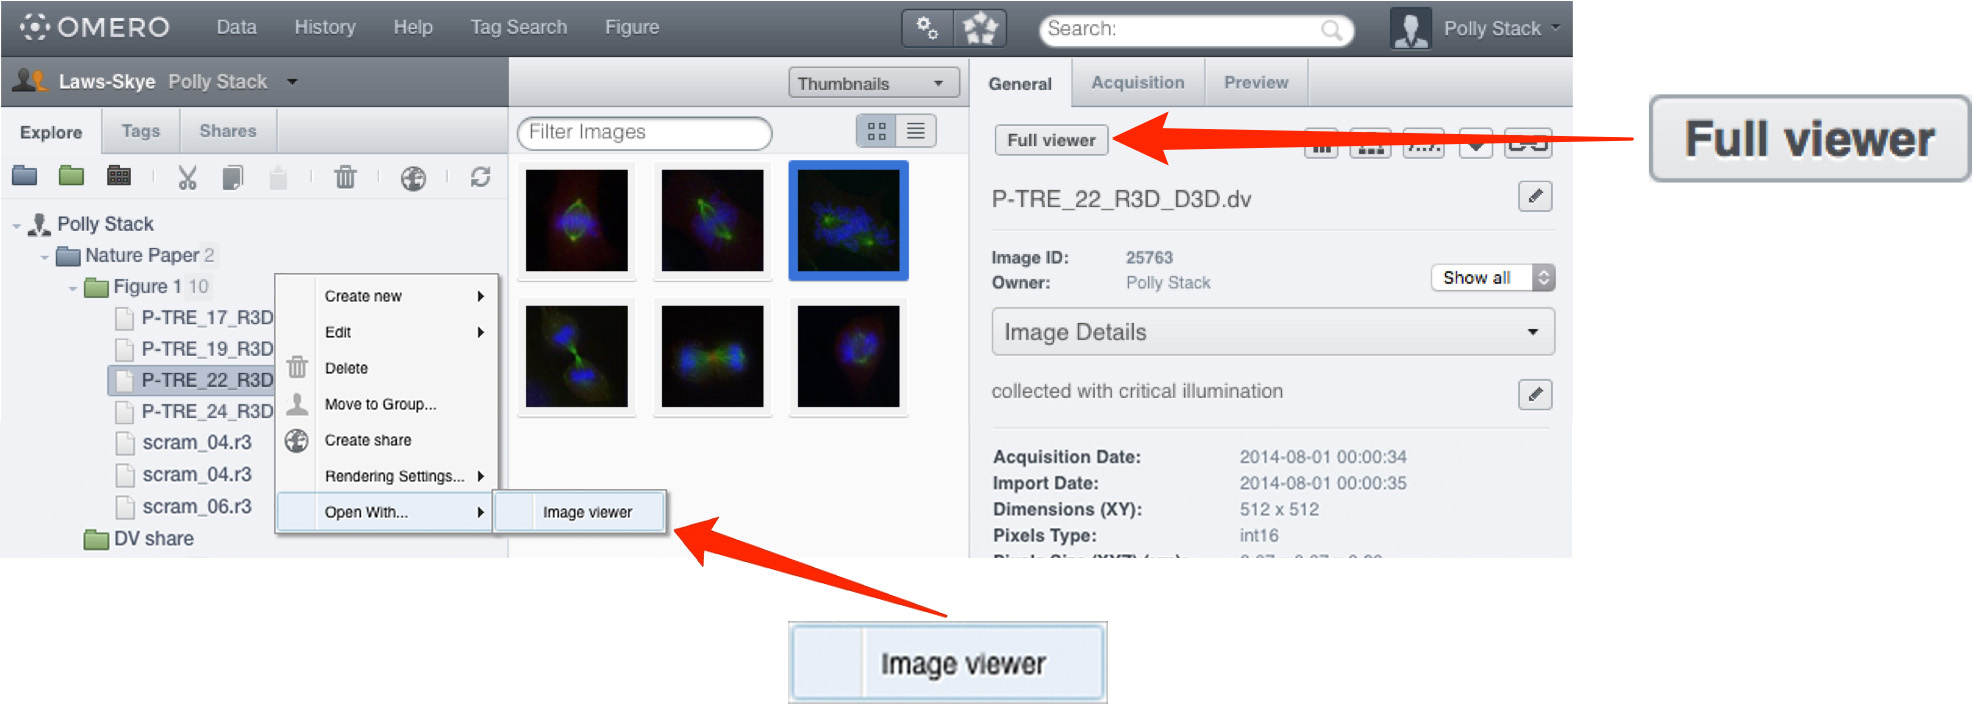 OMERO Data History Help Tag Search Figure Search: Polly Stack
Laws-Skye Polly Stack
Thumbnails
General Acquisition Preview
Explore Tags Shares
Filter Images
Full viewer
Full viewer
P-TRE_22_R3D_D3D.dv
Polly Stack
Nature Paper 2
Figure 1 10
P-TRE_17_R3D
P-TRE_19_R3D
P-TRE_22_R3D
P-TRE_24_R3D
scram_04.r3
scram_04.r3
scram_06.r3
DV share
Create new
Edit
Delete
Move to Group...
Create share
Rendering Settings...
Open With...
Image viewer
Image ID: 25763
Owner: Polly Stack
Show all
Image Details
collected with critical illumination
Acquisition Date: 2014-08-01 00:00:34
Import Date: 2014-08-01 00:00:35
Dimensions (XY): 512 x 512
Pixels Type: int16
Image viewer